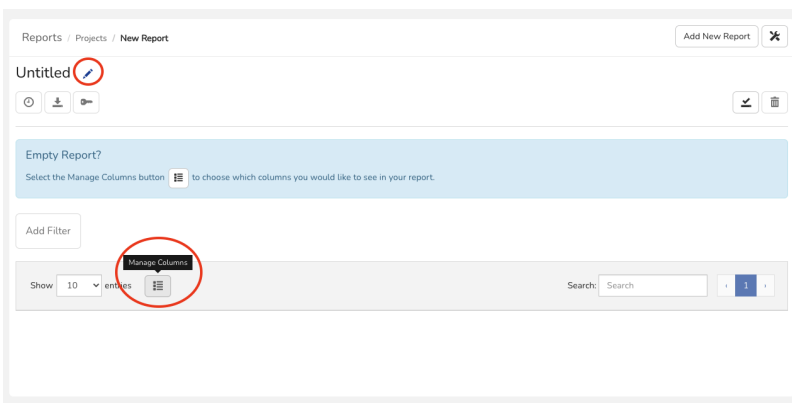 Reports / Projects / New Report
Add New Report
Untitled
Empty Report?
Select the Manage Columns button to choose which columns you would like to see in your report.
Add Filter
Manage Columns
Show 10 entries
Search: Search
‹ 1 ›